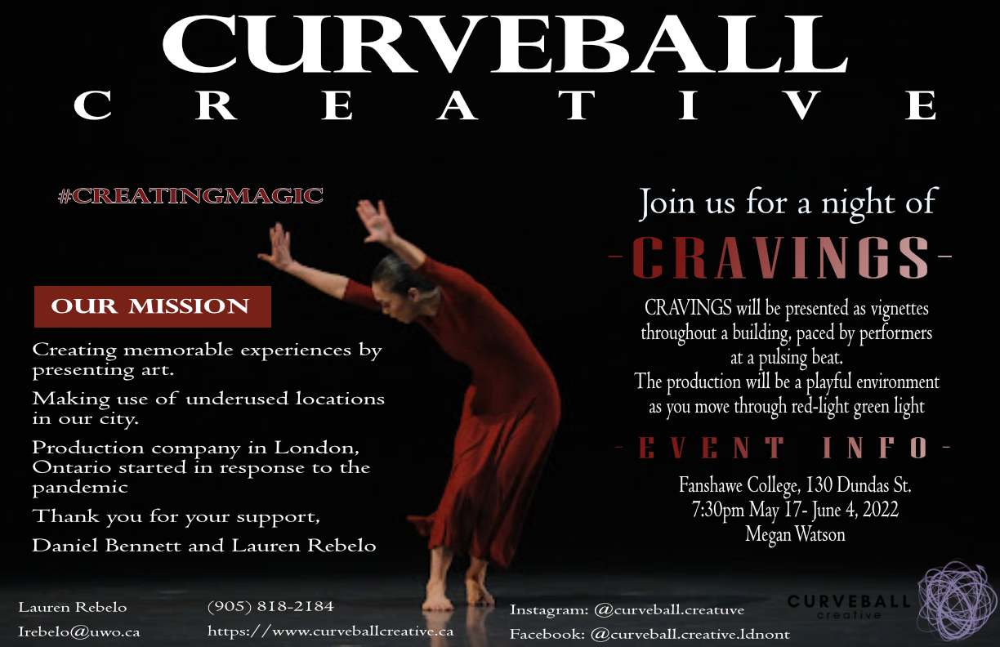 CURVEBALL
CREATIVE
#CREATINGMAGIC
OUR MISSION
Creating memorable experiences by
presenting art.
Making use of underused locations
in our city.
Production company in London,
Ontario started in response to the
pandemic
Thank you for your support,
Daniel Bennett and Lauren Rebelo
Join us for a night of
-CRAVINGS-
CRAVINGS will be presented as vignettes
throughout a building, paced by performers
at a pulsing beat.
The production will be a playful environment
as you move through red-light green light
- EVENT INFO -
Fanshawe College, 130 Dundas St.
7:30pm May 17- June 4, 2022
Megan Watson
Lauren Rebelo
Irebelo@uwo.ca
(905) 818-2184
https://www.curveballcreative.ca
Instagram: @curveball.creatuve
Facebook: @curveball.creative.ldnont
CURVEBALL
creative